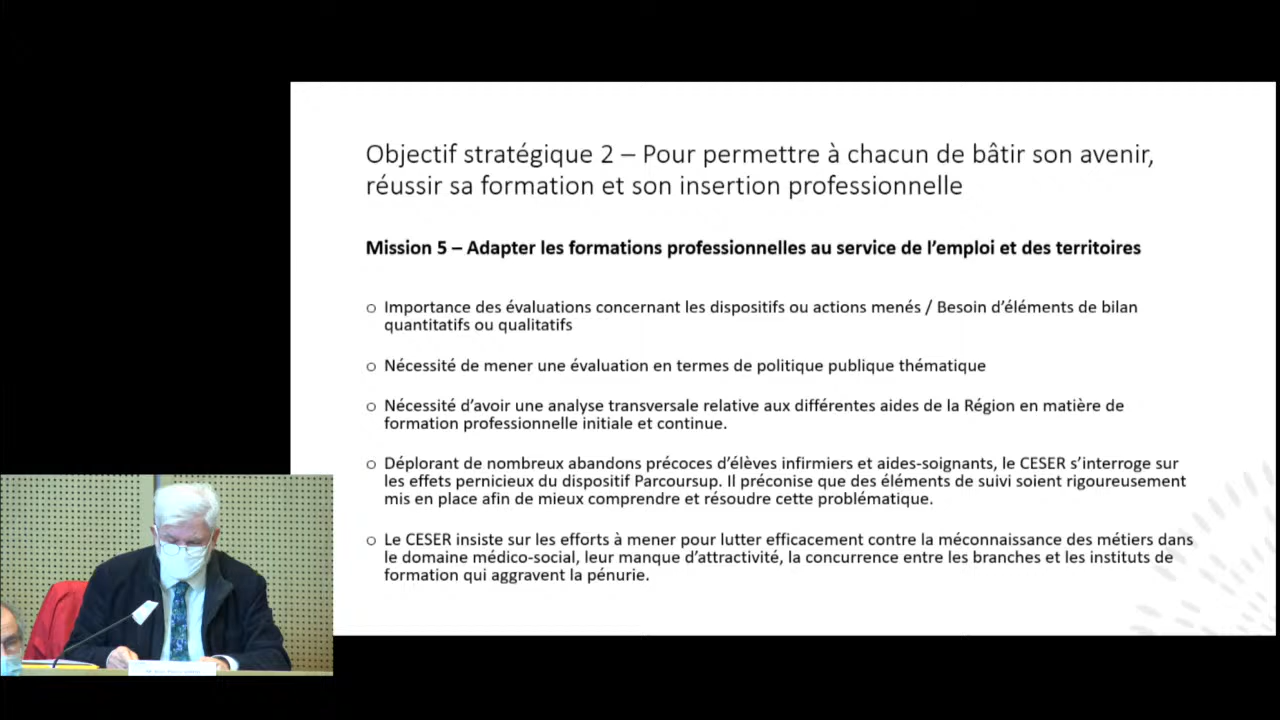 Objectif stratégique 2 – Pour permettre à chacun de bâtir son avenir,
réussir sa formation et son insertion professionnelle
Mission 5 – Adapter les formations professionnelles au service de l'emploi et des territoires
o Importance des évaluations concernant les dispositifs ou actions menés / Besoin d'éléments de bilan
quantitatifs ou qualitatifs
o Nécessité de mener une évaluation en termes de politique publique thématique
o Nécessité d'avoir une analyse transversale relative aux différentes aides de la Région en matière de
formation professionnelle initiale et continue.
o Déplorant de nombreux abandons précoces d'élèves infirmiers et aides-soignants, le CESER s'interroge sur
les effets pernicieux du dispositif Parcoursup. Il préconise que des éléments de suivi soient rigoureusement
mis en place afin de mieux comprendre et résoudre cette problématique.
o Le CESER insiste sur les efforts à mener pour lutter efficacement contre la méconnaissance des métiers dans
le domaine médico-social, leur manque d'attractivité, la concurrence entre les branches et les instituts de
formation qui aggravent la pénurie.